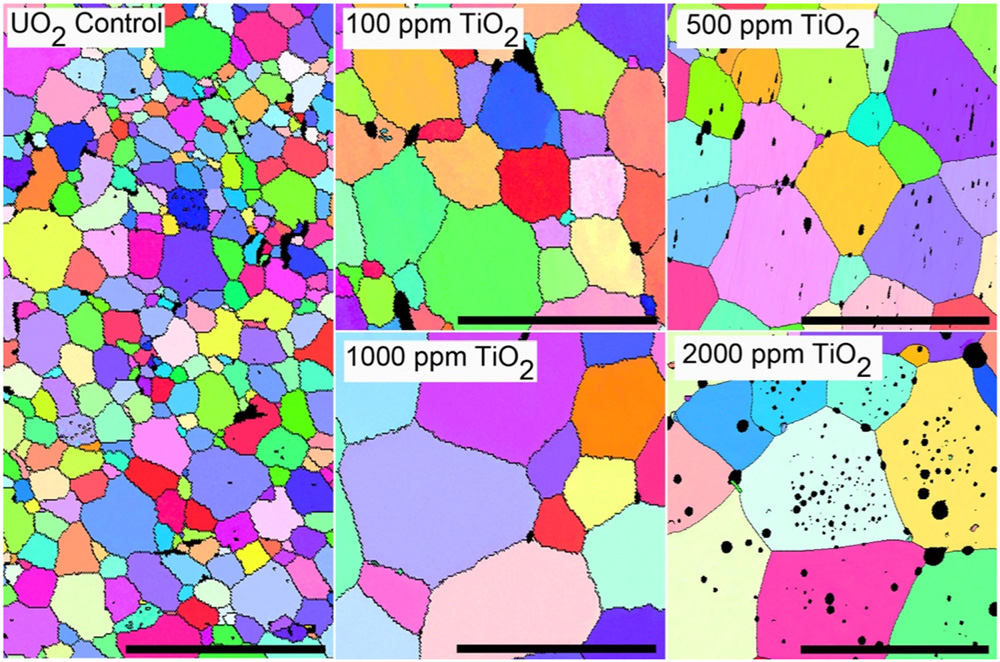 UO₂ Control
100 ppm TiO₂
500 ppm TiO₂
1000 ppm TiO₂
2000 ppm TiO₂